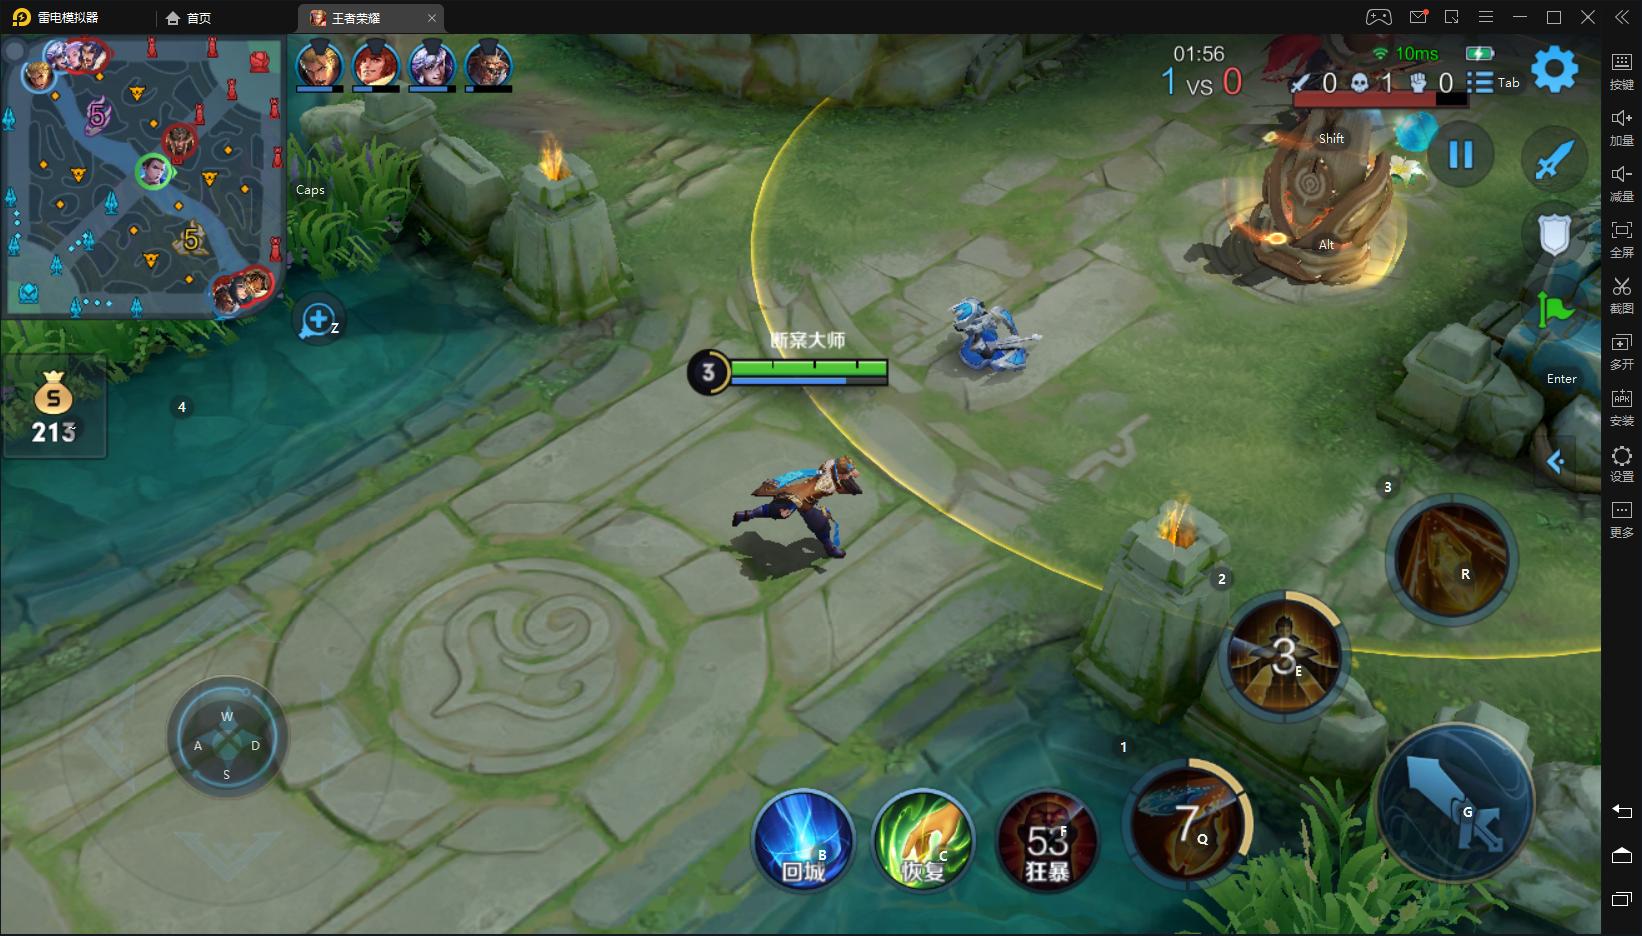 雷电模拟器
首页
王者荣耀
01:56
1 VS 0
10ms
0 1 0
Tab
按键
加量
减量
全屏
截图
多开
安装
设置
更多
APK
Shift
Alt
Caps
Enter
5
5
Z
213
4
断案大师
3
3
R
2
3 E
1
7 Q
G
W
A D
S
B
回城
C
恢复
53 F
狂暴